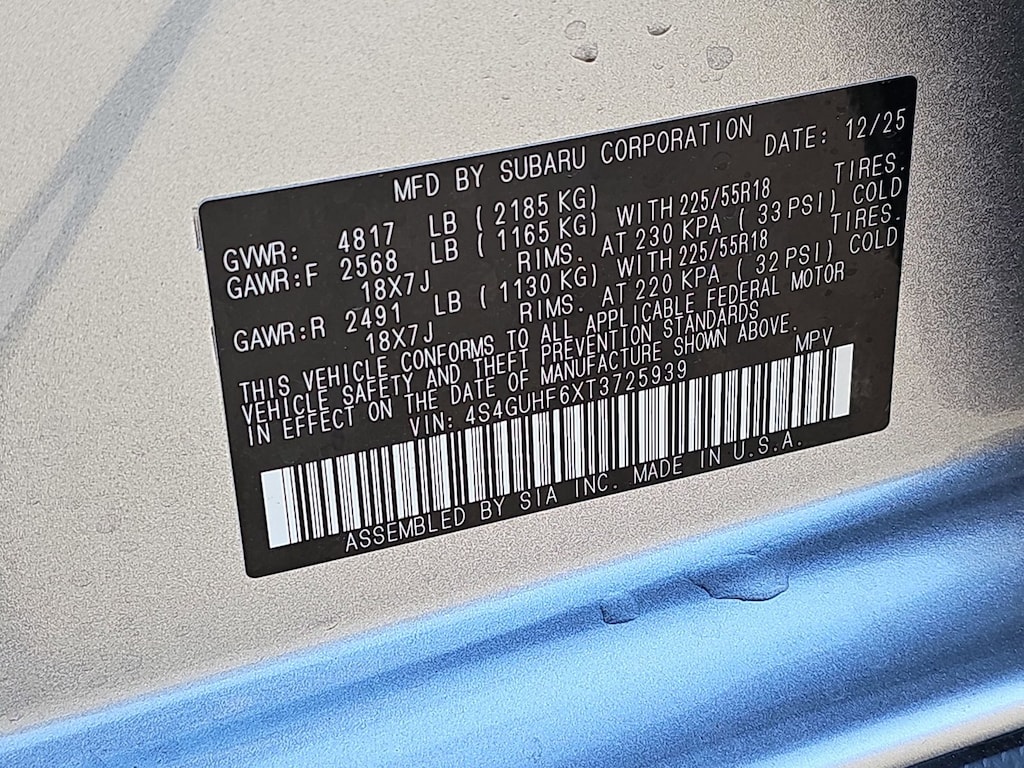 MFD BY SUBARU CORPORATION DATE: 12/25
GVWR: 4817 LB ( 2185 KG)
GAWR:F 2568 LB ( 1165 KG) WITH 225/55R18 TIRES.
18X7J RIMS. AT 230 KPA ( 33 PSI) COLD
GAWR:R 2491 LB ( 1130 KG) WITH 225/55R18 TIRES.
18X7J RIMS. AT 220 KPA ( 32 PSI) COLD
THIS VEHICLE CONFORMS TO ALL APPLICABLE FEDERAL MOTOR
VEHICLE SAFETY AND THEFT PREVENTION STANDARDS
IN EFFECT ON THE DATE OF MANUFACTURE SHOWN ABOVE.
VIN: 4S4GUHF6XT3725939 MPV
ASSEMBLED BY SIA INC. MADE IN U.S.A.